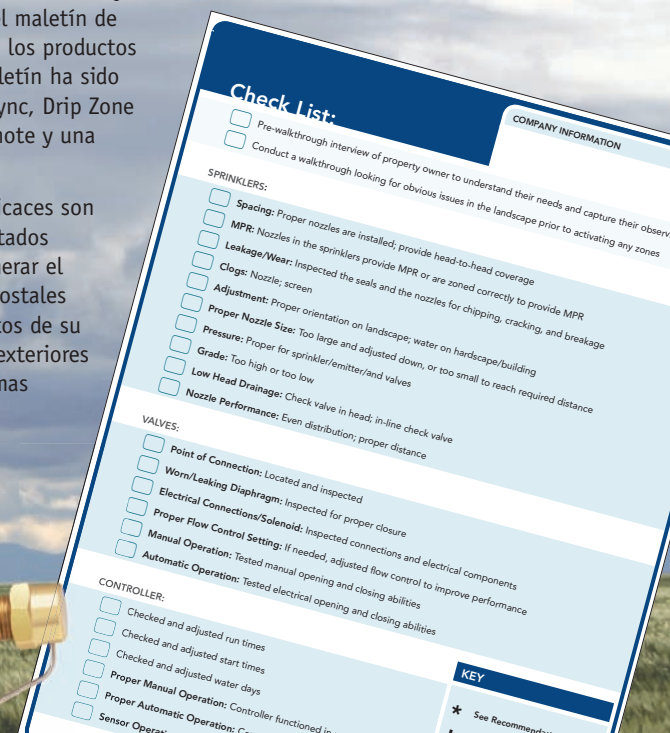 l maletín de
los productos
letín ha sido
ync, Drip Zone
note y una
icaces son
tados
nerar el
ostales
tos de su
exteriores
mas
Check List:
COMPANY INFORMATION
Pre-walkthrough interview of property owner to understand their needs and capture their observ
Conduct a walkthrough looking for obvious issues in the landscape prior to activating any zones
SPRINKLERS:
Spacing: Proper nozzles are installed; provide head-to-head coverage
MPR: Nozzles in the sprinklers provide MPR or are zoned correctly to provide MPR
Leakage/Wear: Inspected the seals and the nozzles for chipping, cracking, and breakage
Clogs: Nozzle; screen
Adjustment: Proper orientation on landscape; water on hardscape/building
Proper Nozzle Size: Too large and adjusted down, or too small to reach required distance
Pressure: Proper for sprinkler/emitter/and valves
Grade: Too high or too low
Low Head Drainage: Check valve in head; in-line check valve
Nozzle Performance: Even distribution; proper distance
VALVES:
Point of Connection: Located and inspected
Worn/Leaking Diaphragm: Inspected for proper closure
Electrical Connections/Solenoid: Inspected connections and electrical components
Proper Flow Control Setting: If needed, adjusted flow control to improve performance
Manual Operation: Tested manual opening and closing abilities
Automatic Operation: Tested electrical opening and closing abilities
CONTROLLER:
Checked and adjusted run times
Checked and adjusted start times
Checked and adjusted water days
Proper Manual Operation: Controller functioned in
Proper Automatic Operation: Co
Sensor Operati
KEY
* See Recommendati